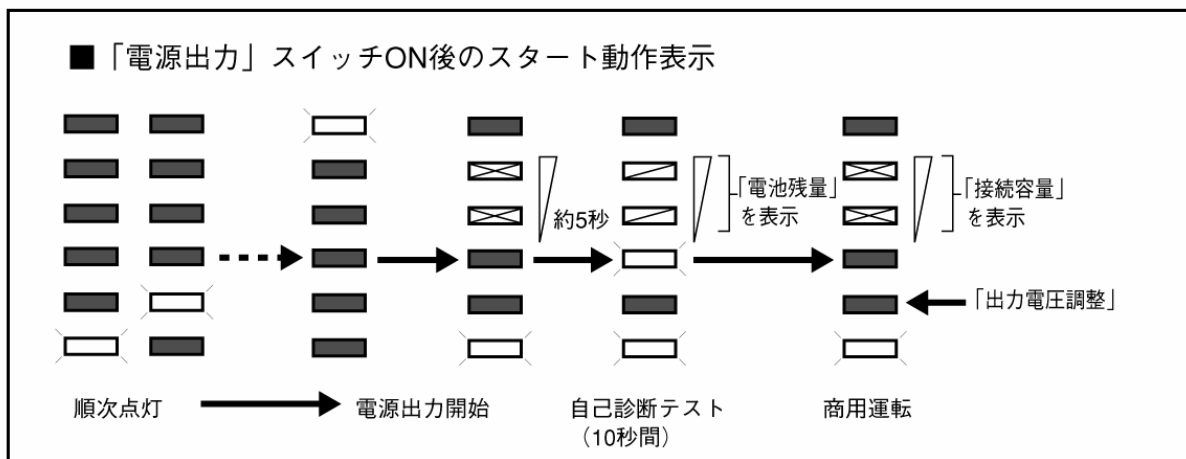 ■「電源出力」スイッチON後のスタート動作表示
約5秒
「電池残量」
を表示
「接続容量」
を表示
「出力電圧調整」
順次点灯
電源出力開始
自己診断テスト
（10秒間）
商用運転